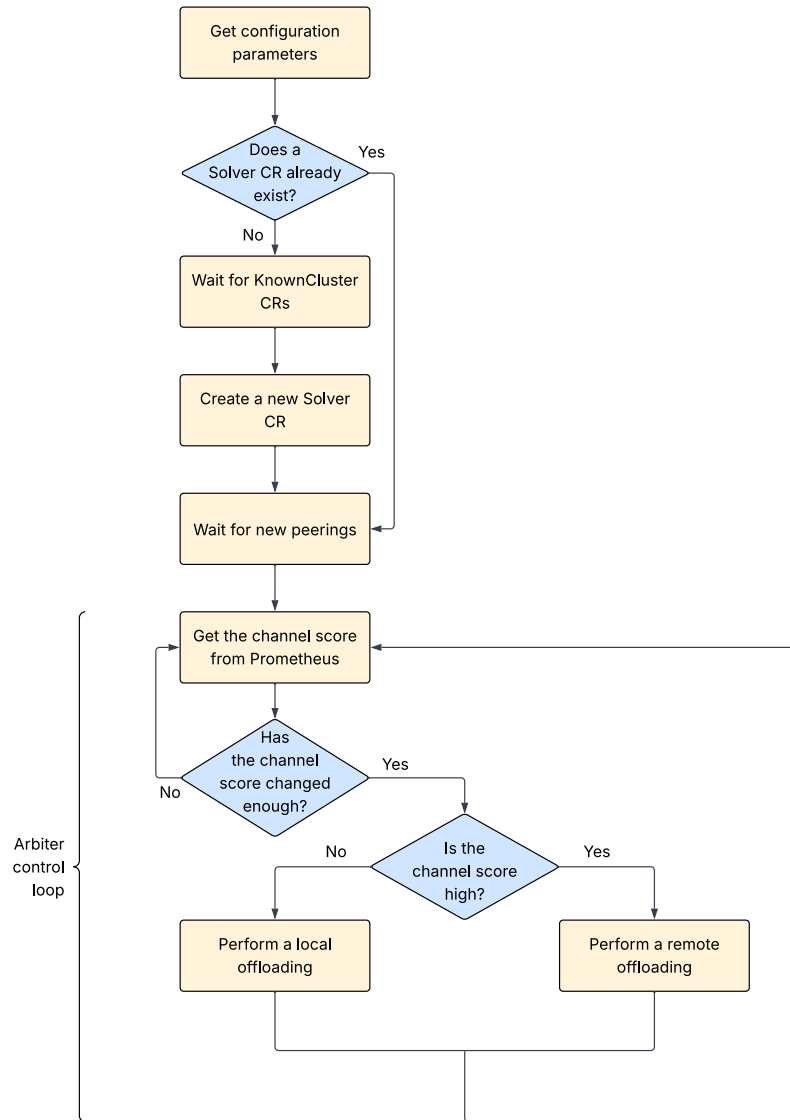 Get configuration
parameters
Does a
Solver CR already
exist?
Yes
No
Wait for KnownCluster
CRs
Create a new Solver
CR
Wait for new peerings
Get the channel score
from Prometheus
Has
the channel
score changed
enough?
Yes
No
Arbiter
control
loop
Is the
channel score
high?
No
Yes
Perform a local
offloading
Perform a remote
offloading